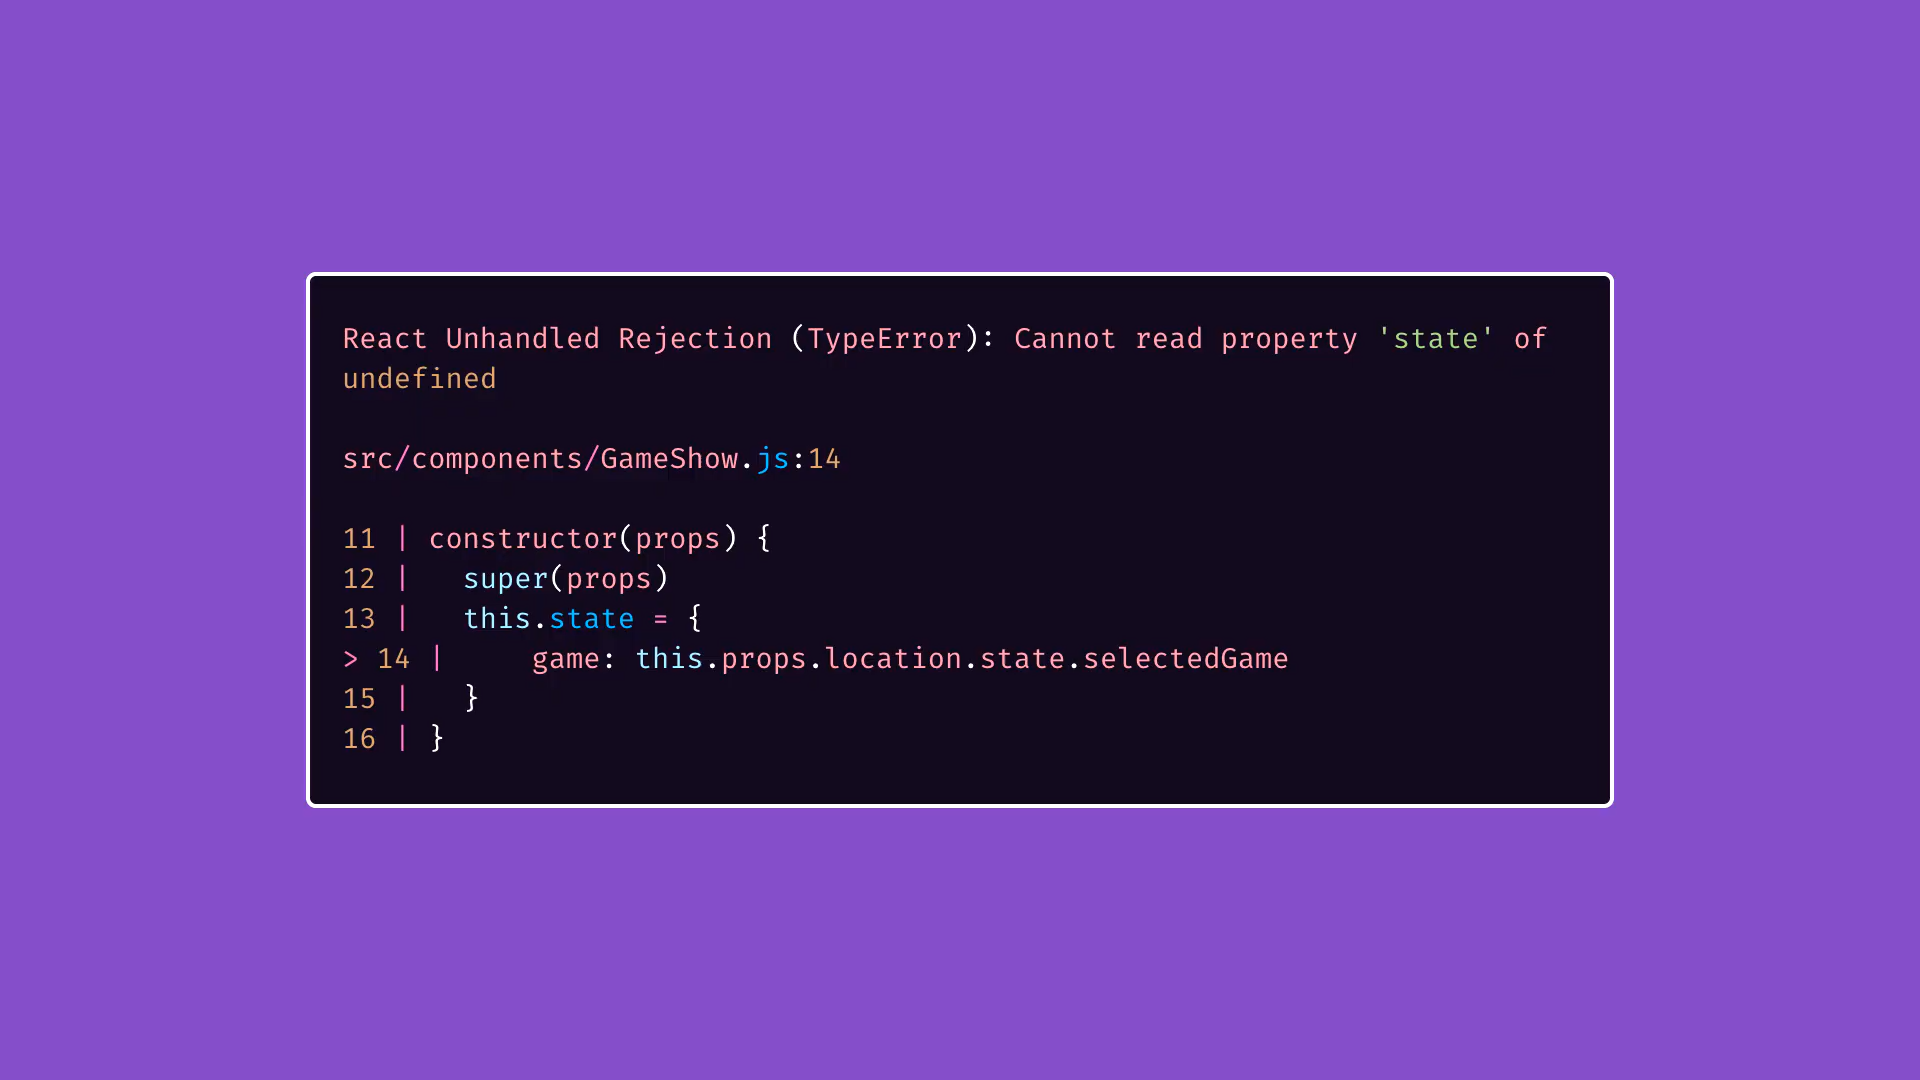 React Unhandled Rejection (TypeError): Cannot read property 'state' of
undefined
src/components/GameShow.js:14
11 | constructor(props) {
12 |   super(props)
13 |   this.state = {
> 14 |     game: this.props.location.state.selectedGame
15 |   }
16 | }